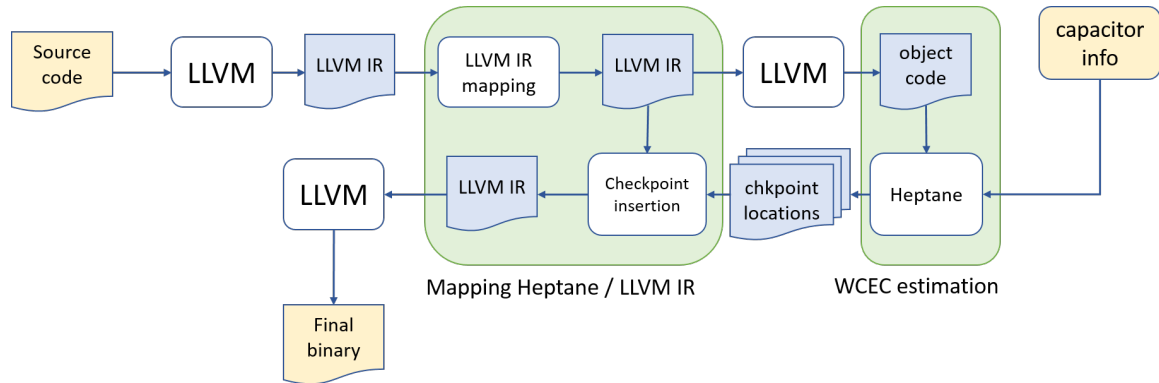 Source
code
LLVM
LLVM IR
LLVM IR
mapping
LLVM IR
LLVM
object
code
capacitor
info
LLVM
LLVM IR
Checkpoint
insertion
chkpoint
locations
Heptane
Mapping Heptane / LLVM IR
WCEC estimation
Final
binary